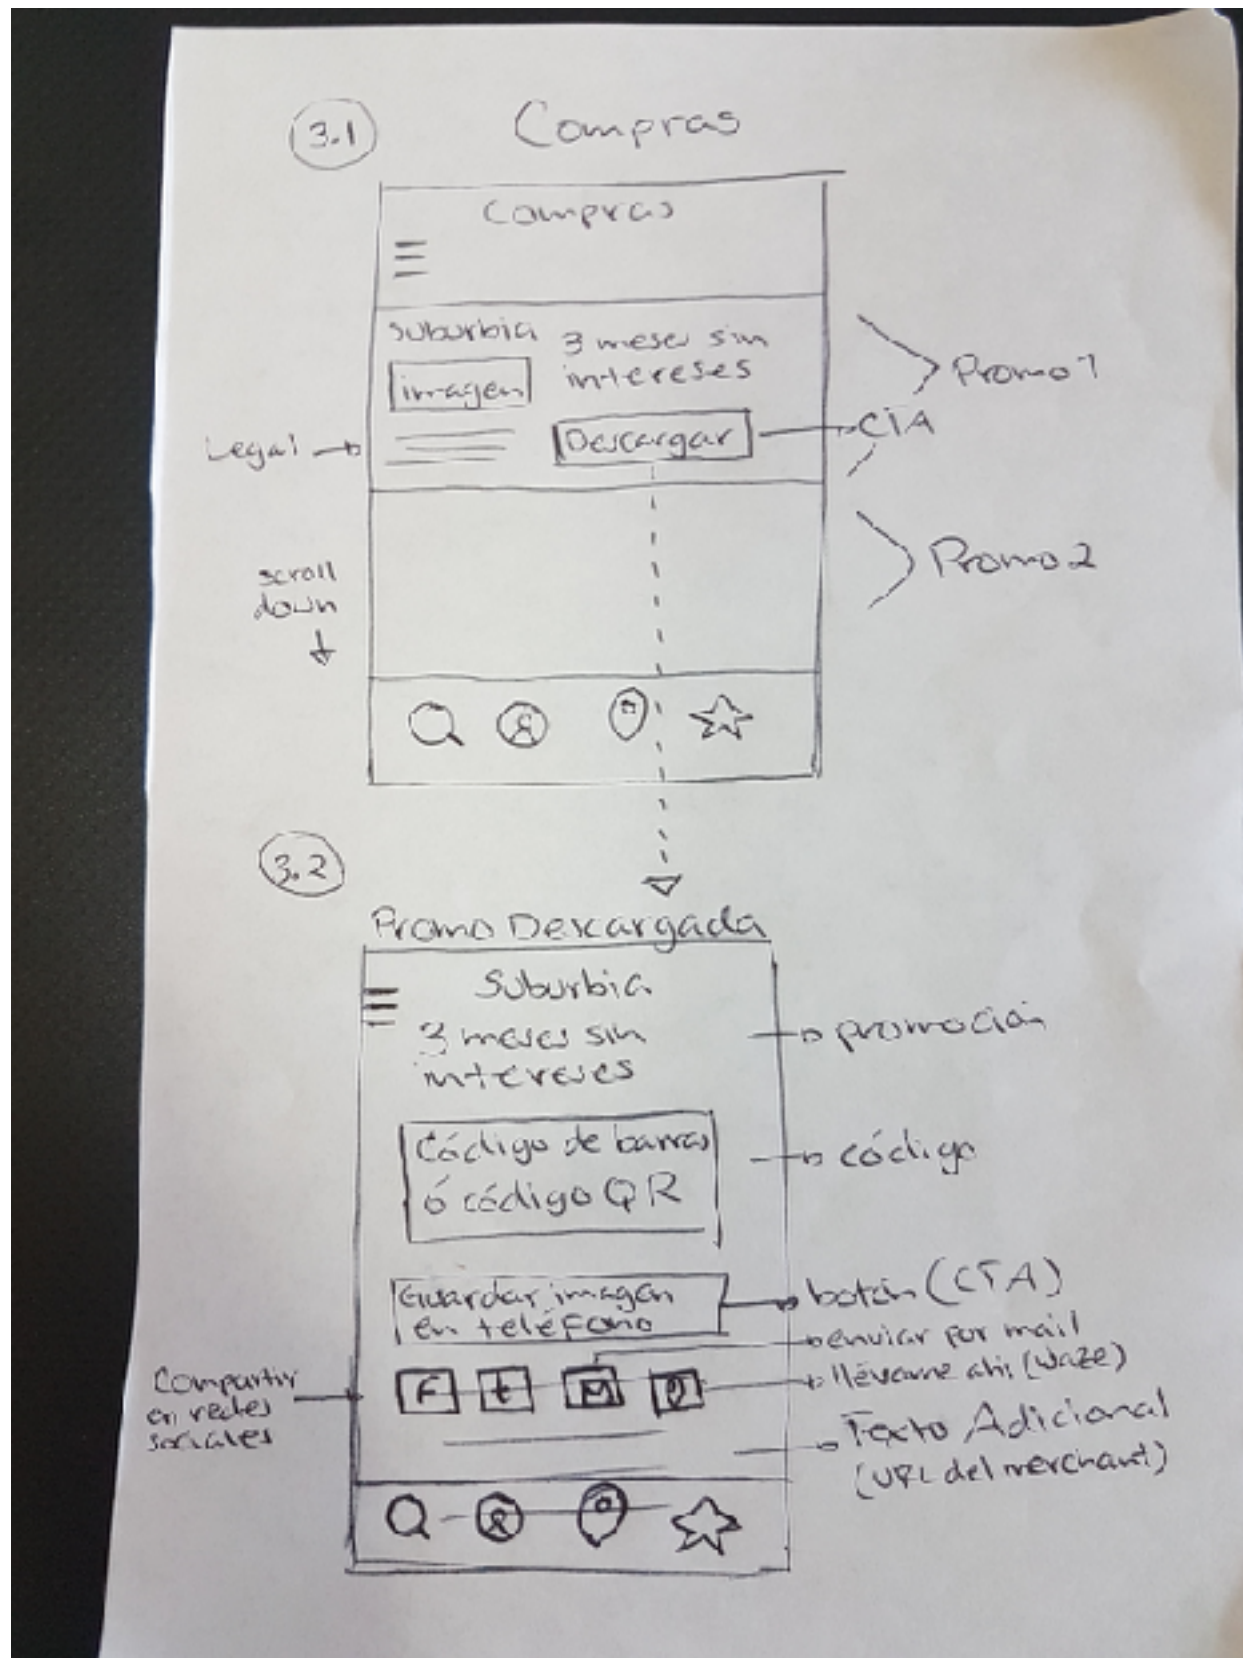 3.1
Compras
Compras
Suburbia
3 meses sin
intereses
imagen
Descargar
Legal
CTA
Promo 1
Promo 2
scroll
down
3.2
Promo Descargada
Suburbia
3 meses sin
intereses
promoción
Código de barras
ó código QR
código
Guardar imagen
en teléfono
botón (CTA)
enviar por mail
llévame ahí (Waze)
Compartir
en redes
sociales
F t M
Texto Adicional
(URL del merchant)